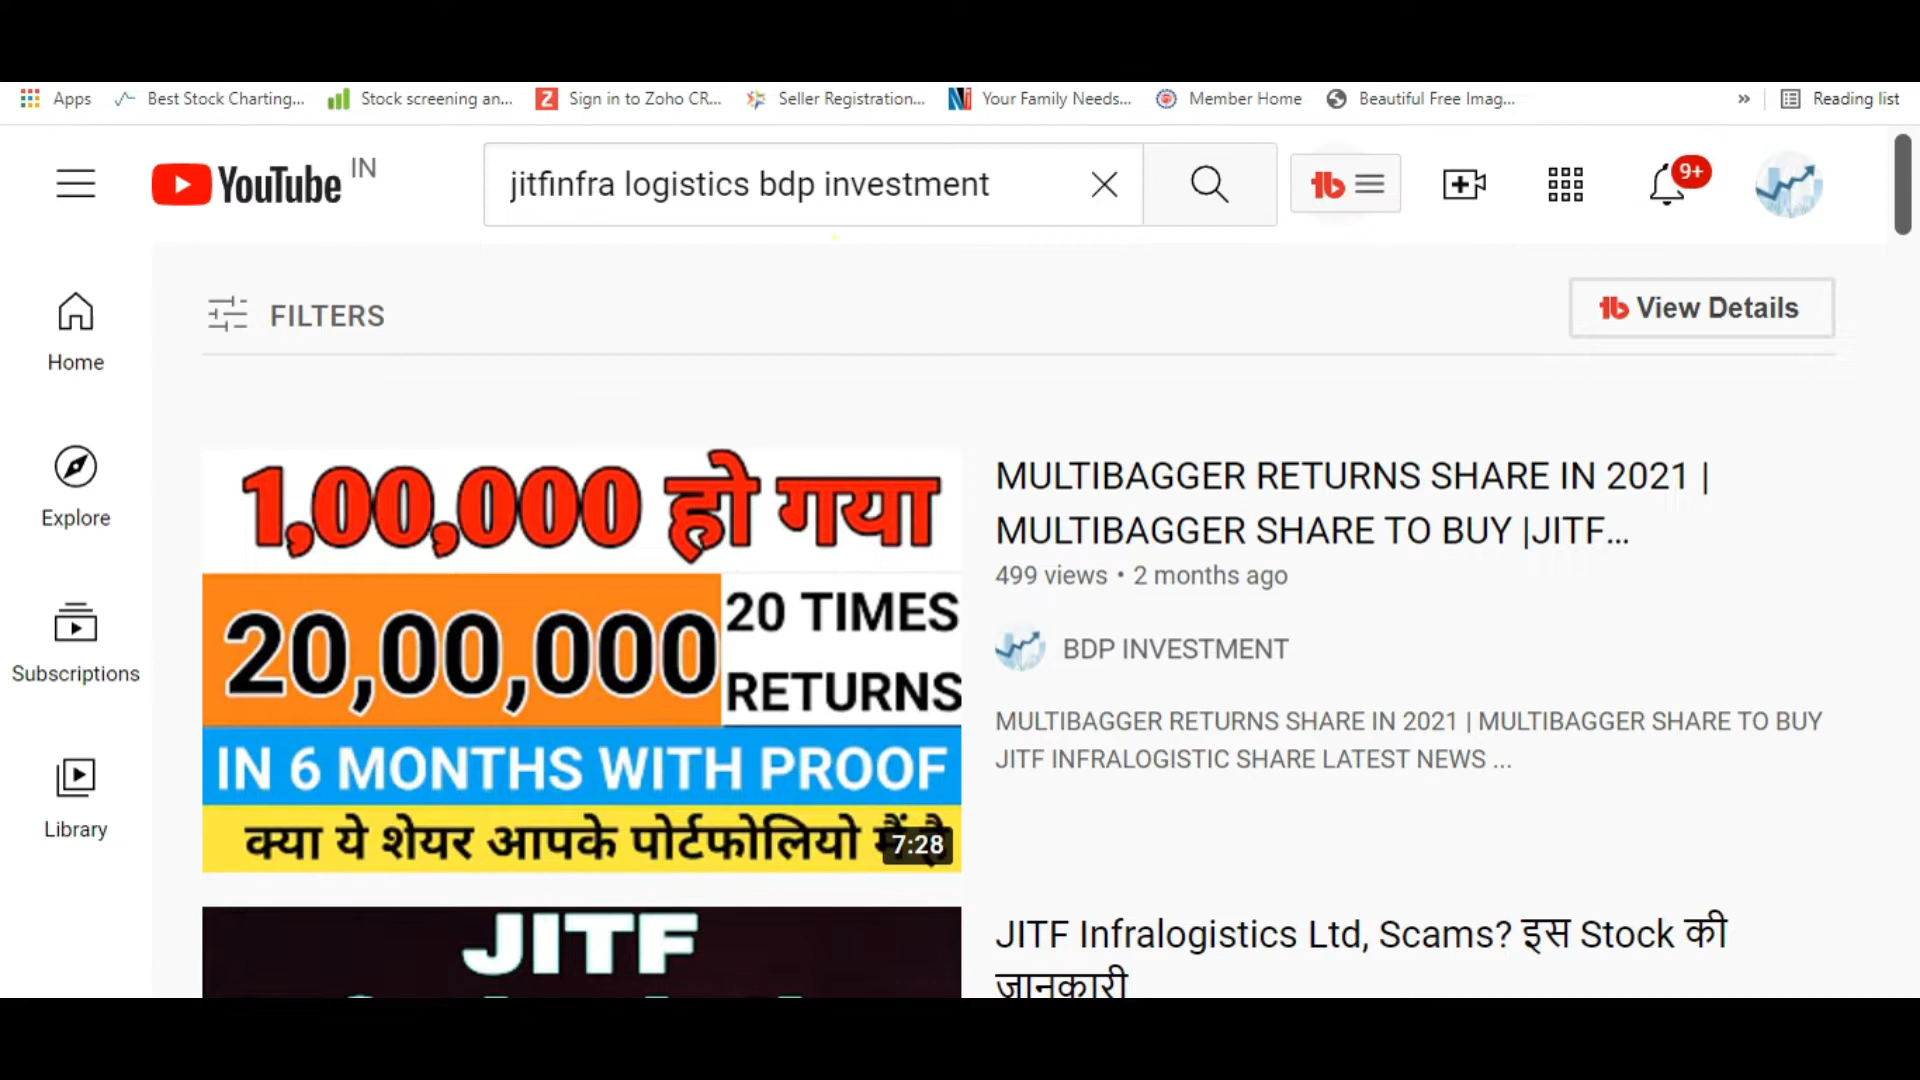 Apps Best Stock Charting... Stock screening an... Sign in to Zoho CR... Seller Registration... Your Family Needs... Member Home Beautiful Free Imag... » Reading list
YouTube IN
jitfinfra logistics bdp investment
9+
FILTERS
View Details
Home
Explore
Subscriptions
Library
1,00,000 हो गया
20,00,000
20 TIMES
RETURNS
IN 6 MONTHS WITH PROOF
क्या ये शेयर आपके पोर्टफोलियो में है
7:28
MULTIBAGGER RETURNS SHARE IN 2021 |
MULTIBAGGER SHARE TO BUY |JITF...
499 views • 2 months ago
BDP INVESTMENT
MULTIBAGGER RETURNS SHARE IN 2021 | MULTIBAGGER SHARE TO BUY
JITF INFRALOGISTIC SHARE LATEST NEWS ...
JITF
JITF Infralogistics Ltd, Scams? इस Stock की
जानकारी